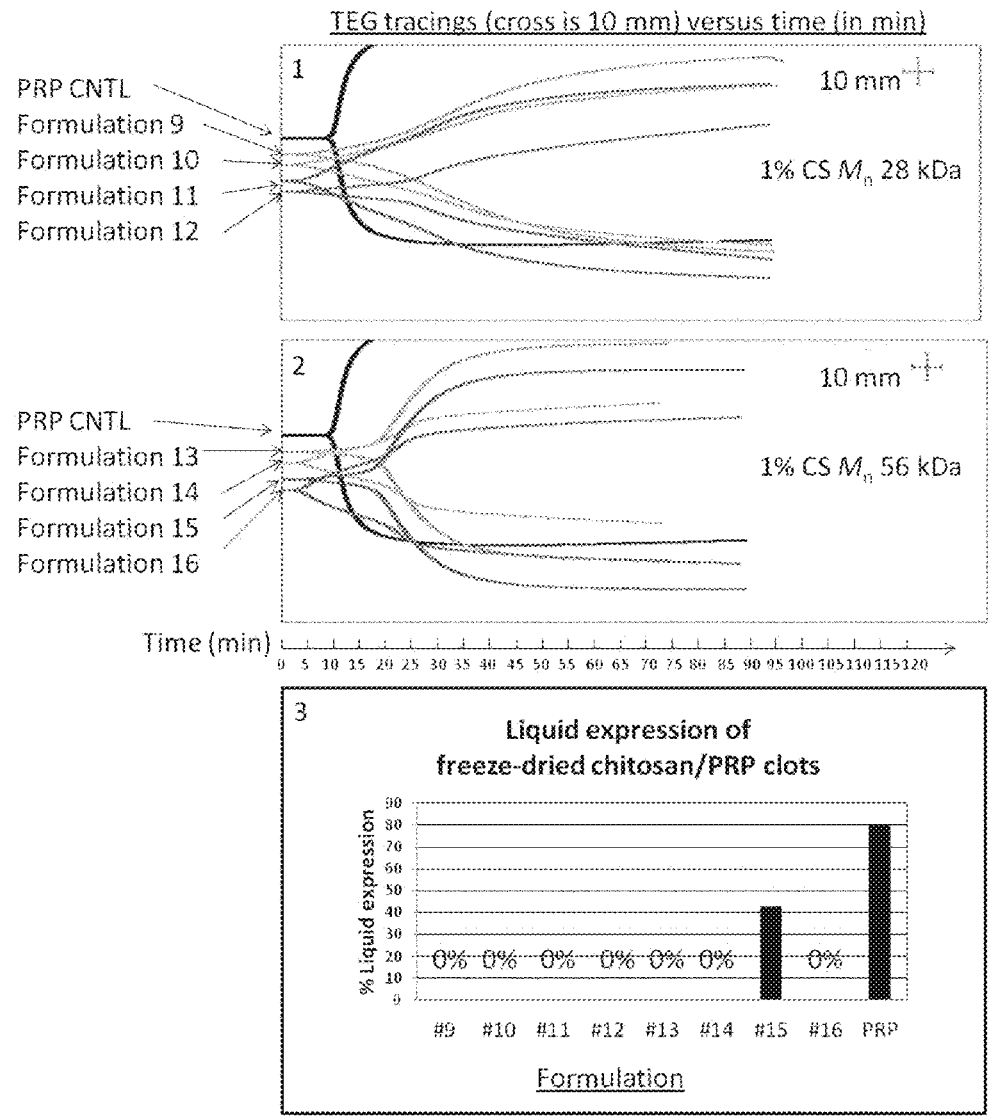 TEG tracings (cross is 10 mm) versus time (in min)
1
10 mm
PRP CNTL
Formulation 9
Formulation 10
Formulation 11
Formulation 12
1% CS Mn 28 kDa
2
10 mm
PRP CNTL
Formulation 13
Formulation 14
Formulation 15
Formulation 16
1% CS Mn 56 kDa
Time (min)
0 5 10 15 20 25 30 35 40 45 50 55 60 65 70 75 80 85 90 95 100 105 110 115 120
3
Liquid expression of
freeze-dried chitosan/PRP clots
% Liquid expression
90
80
70
60
50
40
30
20
10
0
0% 0% 0% 0% 0% 0% 0%
#9 #10 #11 #12 #13 #14 #15 #16 PRP
Formulation